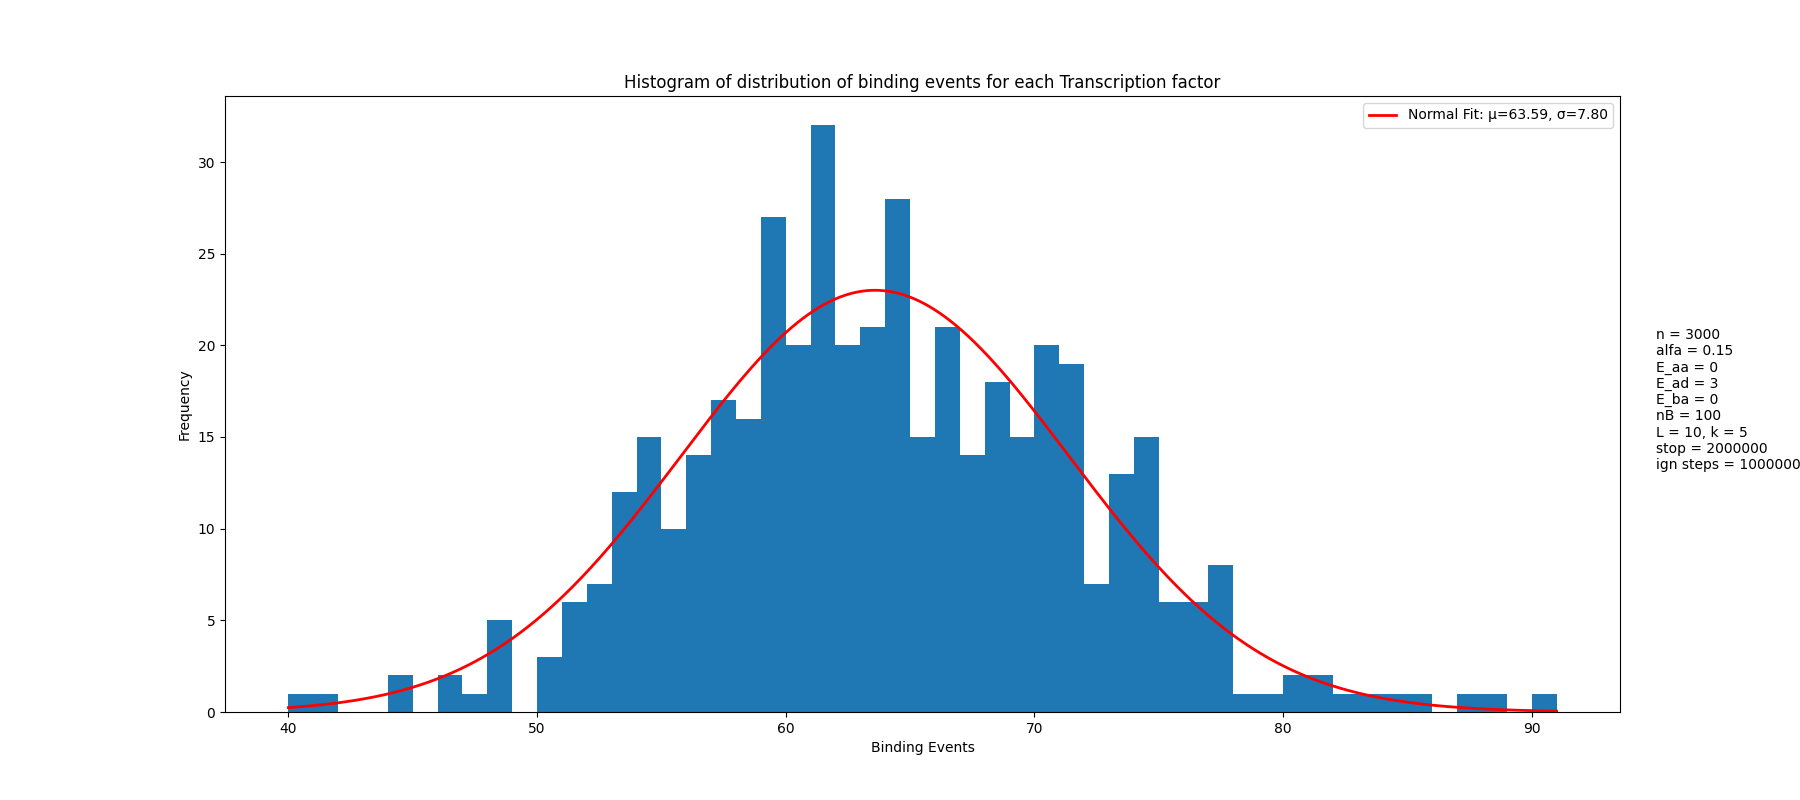 Histogram of distribution of binding events for each Transcription factor
Normal Fit: μ=63.59, σ=7.80
Frequency
30
25
20
15
10
5
0
40 50 60 70 80 90
Binding Events
n = 3000
alfa = 0.15
E_aa = 0
E_ad = 3
E_ba = 0
nB = 100
L = 10, k = 5
stop = 2000000
ign steps = 1000000